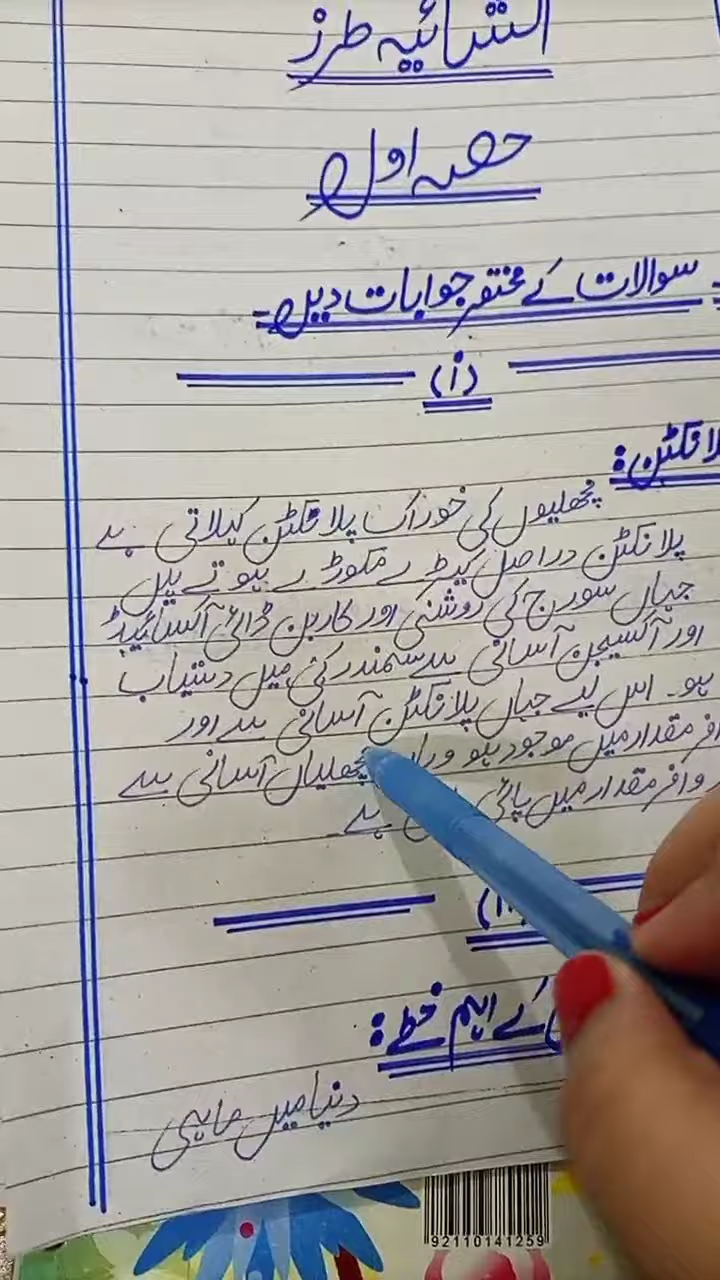 انشائیہ طرز
حصہ اول
سوالات کے مختصر جوابات دیں۔
(i)
پلانکٹن:
مچھلیوں کی خوراک پلانکٹن کہلاتی ہے
پلانکٹن دراصل کیڑے مکوڑے ہوتے ہیں
جہاں سورج کی روشنی اور کاربن ڈائی آکسائیڈ
اور آکسیجن آسانی سے سمندر کی میں دستیاب
ہو۔ اس لیے جہاں پلانکٹن آسانی سے اور
وافر مقدار میں موجود ہو وہاں مچھلیاں آسانی سے
وافر مقدار میں پائی ہے۔
(ii)
کے اہم خطے:
دنیا میں ماہی
92110141259